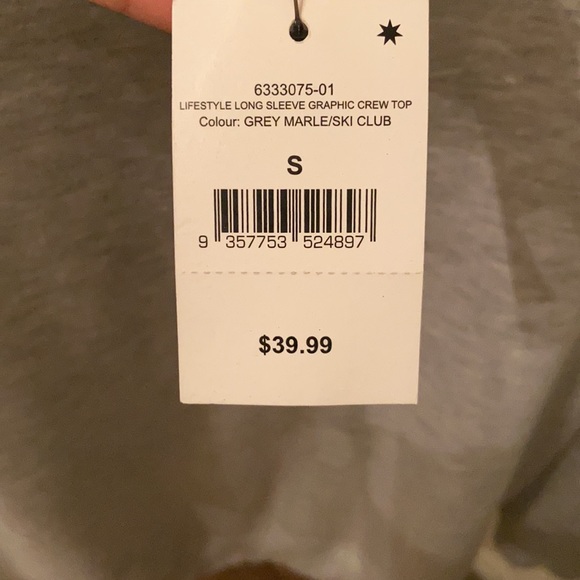 6333075-01
LIFESTYLE LONG SLEEVE GRAPHIC CREW TOP
Colour: GREY MARLE/SKI CLUB
S
9 357753 524897
$39.99